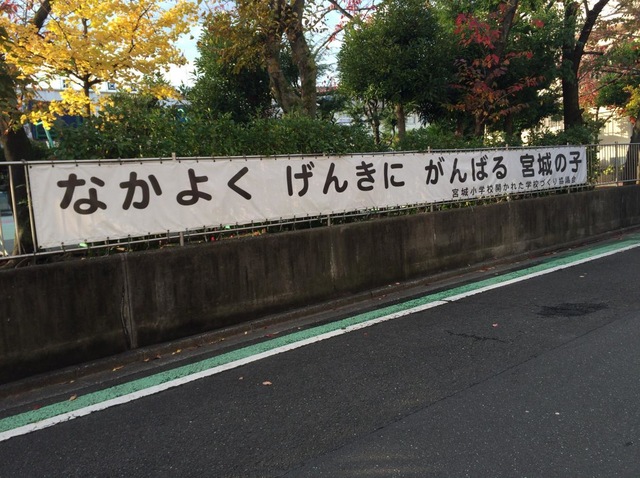 なかよく げんきに がんばる 宮城の子
宮城小学校開かれた学校づくり協議会